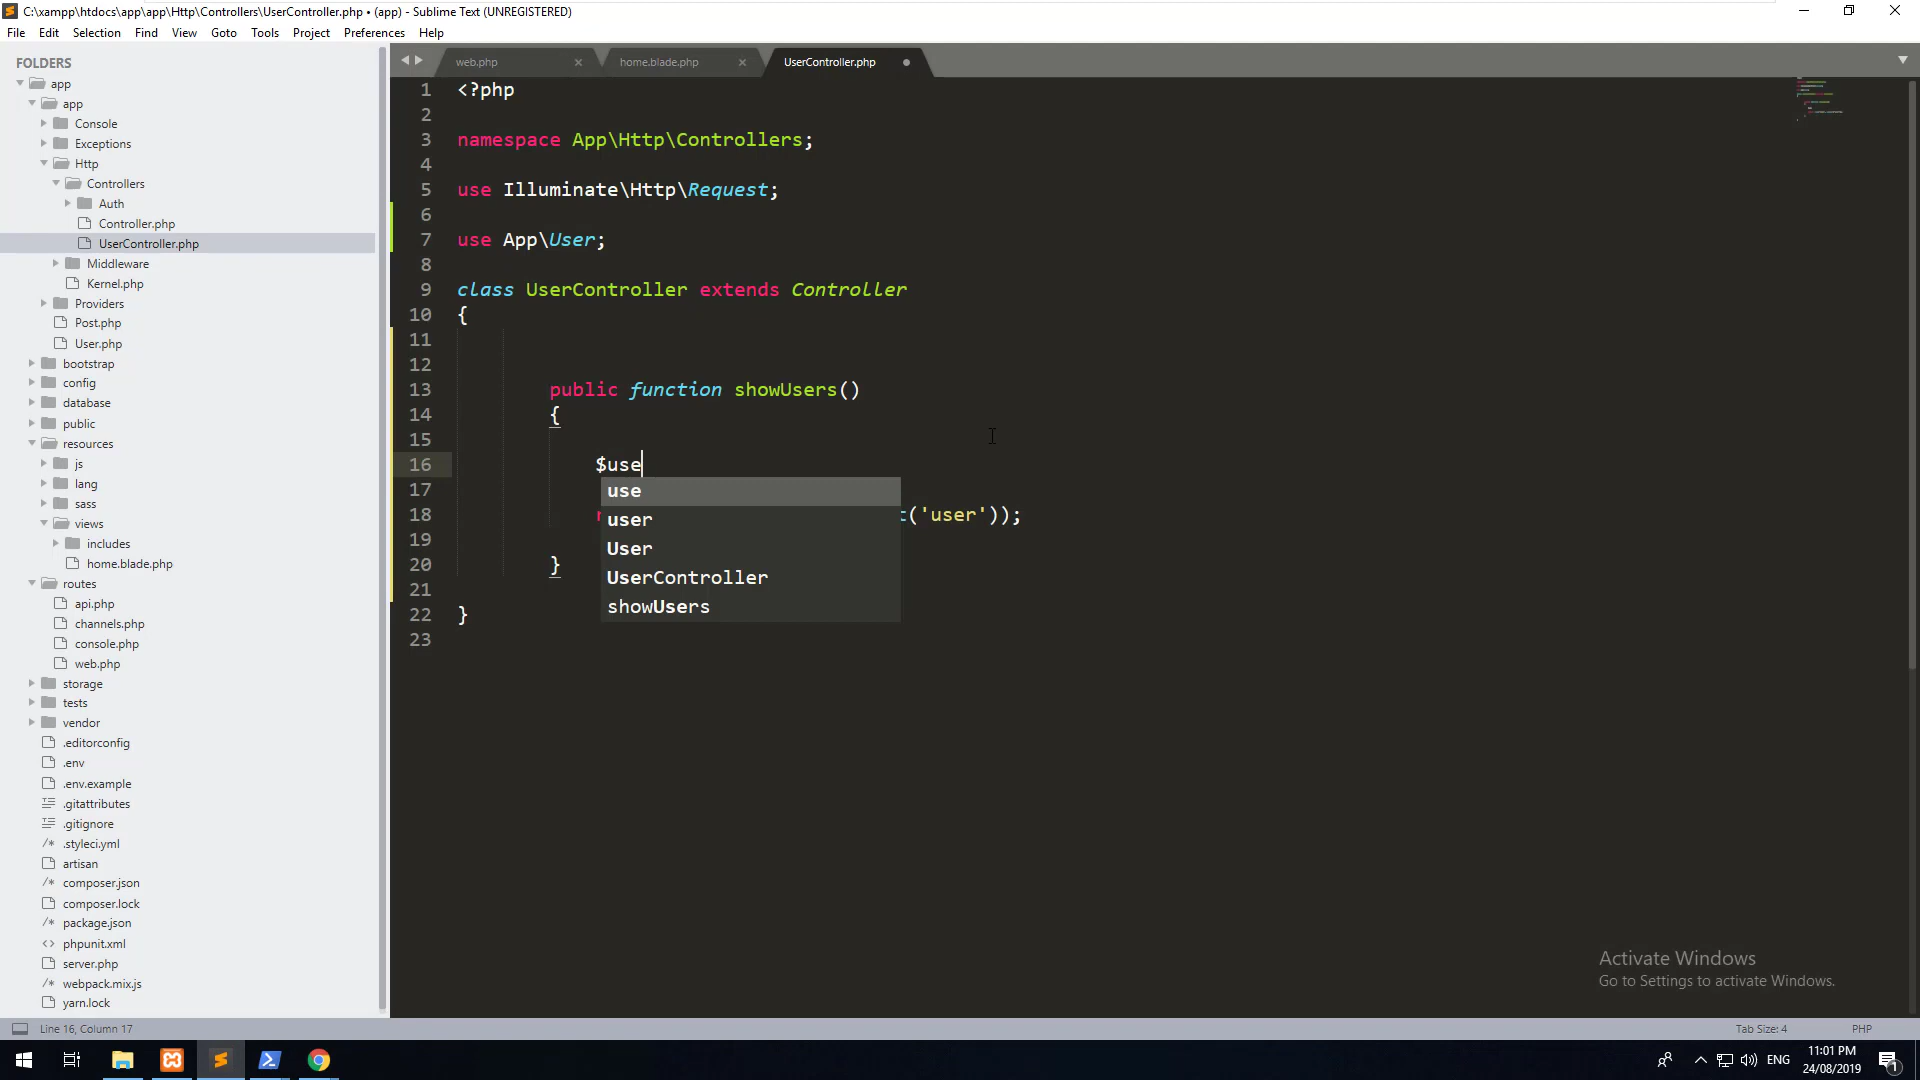 C:\xampp\htdocs\app\app\Http\Controllers\UserController.php • (app) - Sublime Text (UNREGISTERED)
File Edit Selection Find View Goto Tools Project Preferences Help
FOLDERS
app
app
Console
Exceptions
Http
Controllers
Auth
Controller.php
UserController.php
Middleware
Kernel.php
Providers
Post.php
User.php
bootstrap
config
database
public
resources
js
lang
sass
views
includes
home.blade.php
routes
api.php
channels.php
console.php
web.php
storage
tests
vendor
.editorconfig
.env
.env.example
.gitattributes
.gitignore
/* .styleci.yml
artisan
/* composer.json
composer.lock
/* package.json
<> phpunit.xml
server.php
/* webpack.mix.js
yarn.lock
web.php × home.blade.php × UserController.php
1 <?php
2
3 namespace App\Http\Controllers;
4
5 use Illuminate\Http\Request;
6
7 use App\User;
8
9 class UserController extends Controller
10 {
11
12
13 public function showUsers()
14 {
15
16 $use
17
18 t('user'));
19
20 }
21
22 }
23
use
user
User
UserController
showUsers
Activate Windows
Go to Settings to activate Windows.
Line 16, Column 17 Tab Size: 4 PHP
ENG 11:01 PM
24/08/2019
1